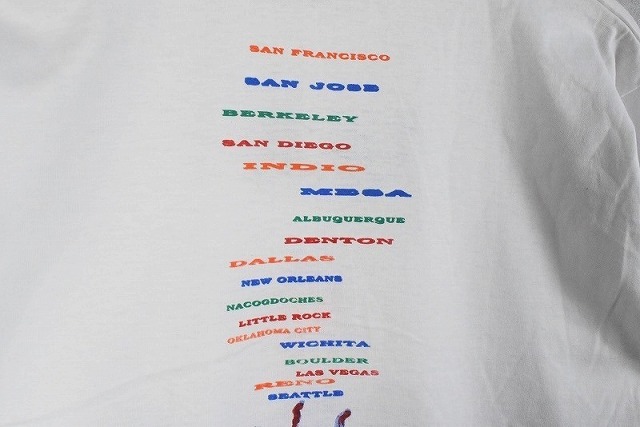 SAN FRANCISCO
SAN JOSE
BERKELEY
SAN DIEGO
INDIO
MESA
ALBUQUERQUE
DENTON
DALLAS
NEW ORLEANS
NACOGDOCHES
LITTLE ROCK
OKLAHOMA CITY
WICHITA
BOULDER
LAS VEGAS
RENO
SEATTLE